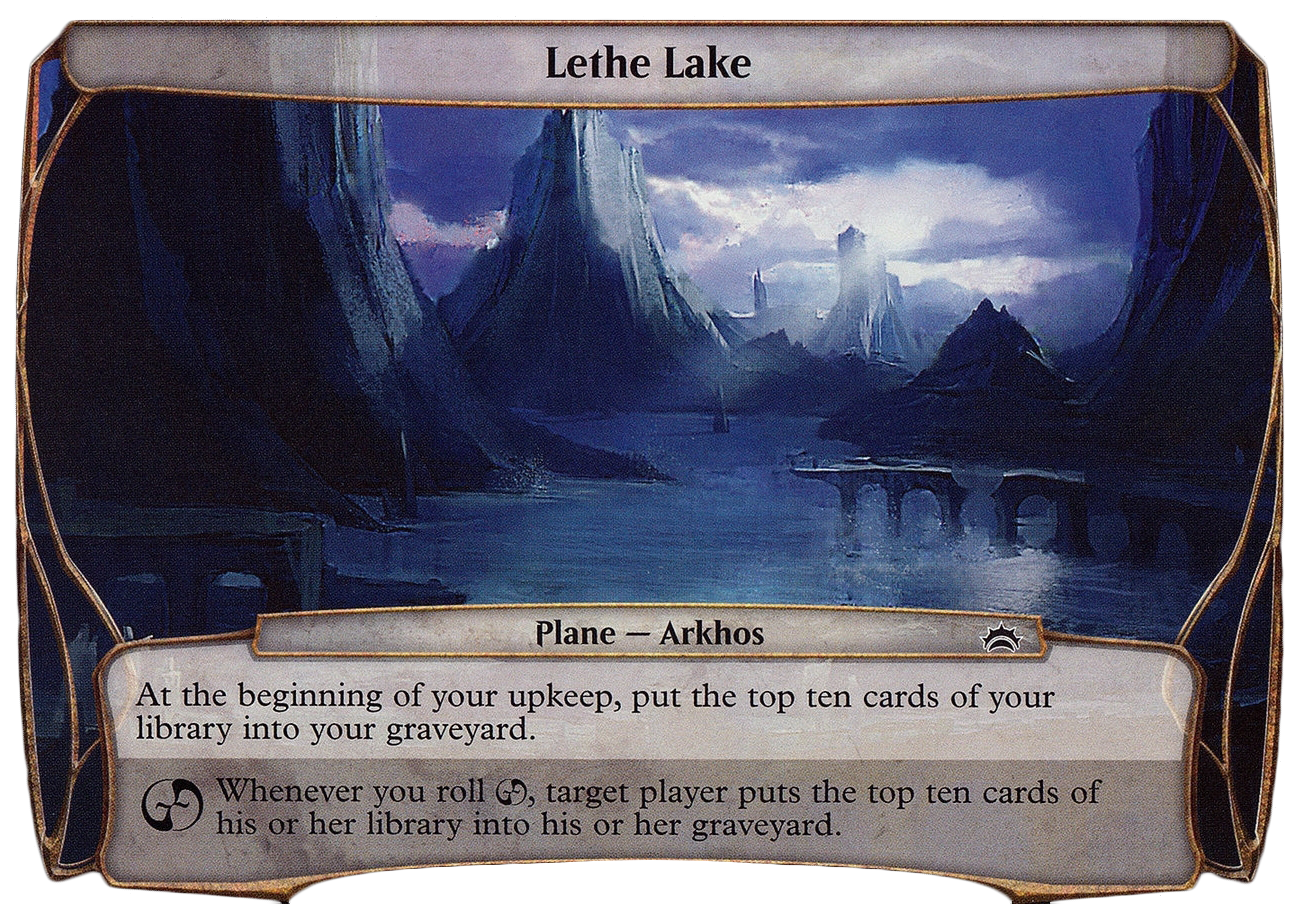 Lethe Lake
Plane — Arkhos
At the beginning of your upkeep, put the top ten cards of your
library into your graveyard.
Whenever you roll , target player puts the top ten cards of
his or her library into his or her graveyard.